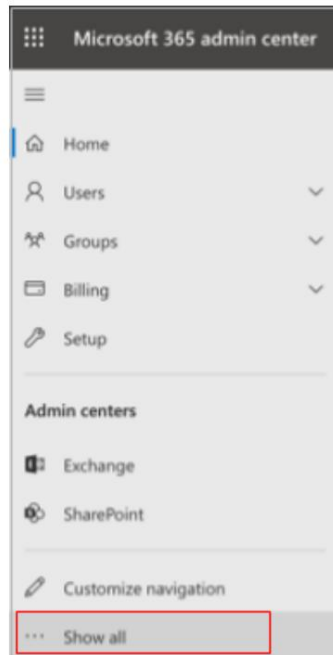 Microsoft 365 admin center
Home
Users
Groups
Billing
Setup
Admin centers
Exchange
SharePoint
Customize navigation
Show all